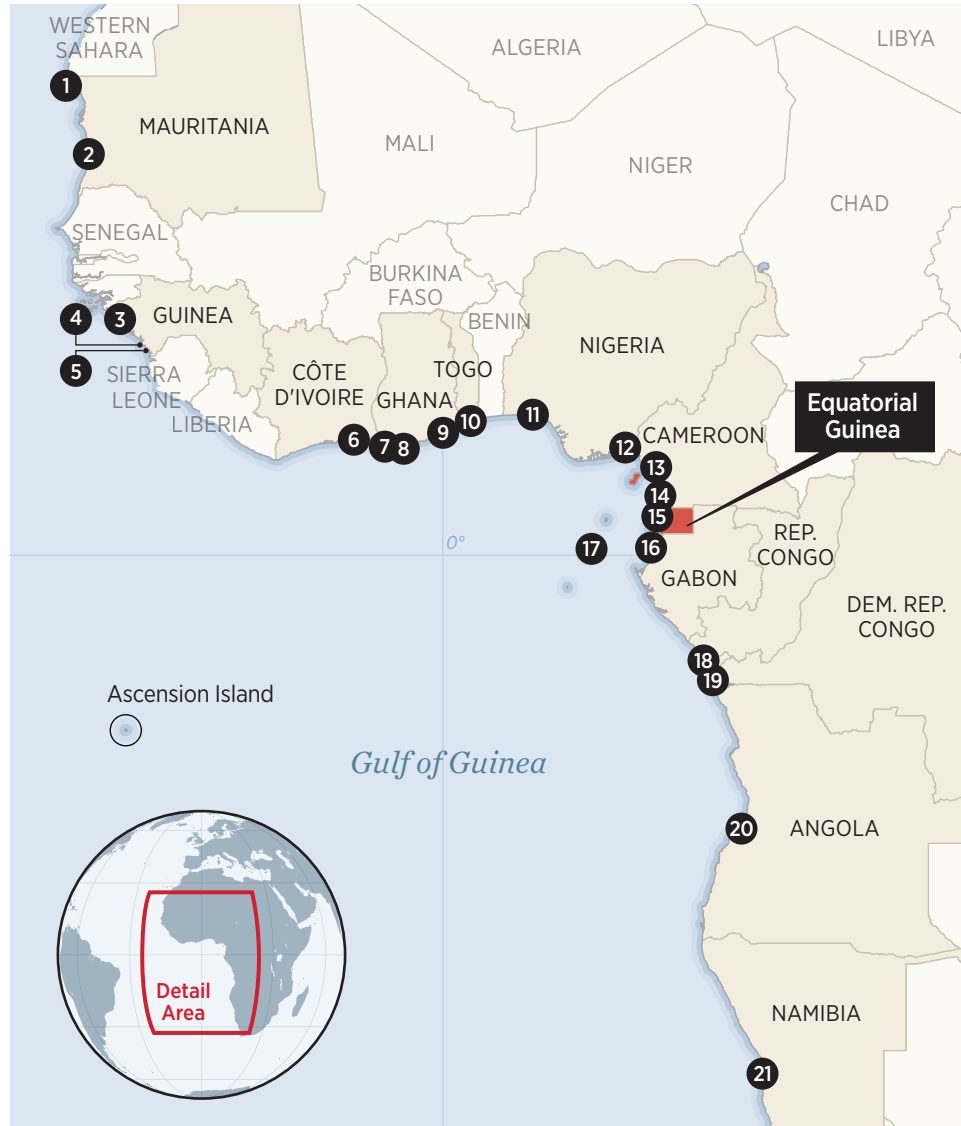 WESTERN
SAHARA
ALGERIA
LIBYA
1
MAURITANIA
MALI
2
NIGER
CHAD
SENEGAL
BURKINA
FASO
4
3
GUINEA
BENIN
NIGERIA
5
SIERRA
LEONE
CÔTE
D'IVOIRE
TOGO
GHANA
LIBERIA
Equatorial
Guinea
6
7
8
9
10
11
12
CAMEROON
13
14
15
16
17
0°
REP.
CONGO
GABON
DEM. REP.
CONGO
18
19
Ascension Island
Gulf of Guinea
20
ANGOLA
Detail
Area
NAMIBIA
21